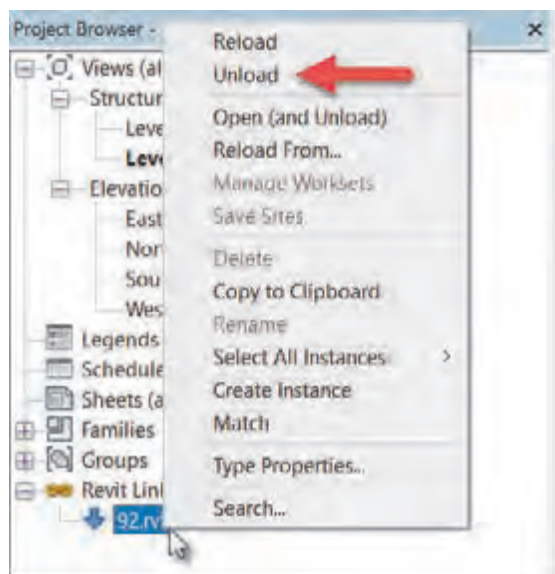 Project Browser -
Views (al
Structur
Leve
Leve
Elevatio
East
Nor
Sou
Wes
Legends
Schedule
Sheets (a
Families
Groups
Revit Lin
92.rv
Reload
Unload
Open (and Unload)
Reload From...
Manage Worksets
Save Sites
Delete
Copy to Clipboard
Rename
Select All Instances
Create Instance
Match
Type Properties...
Search...